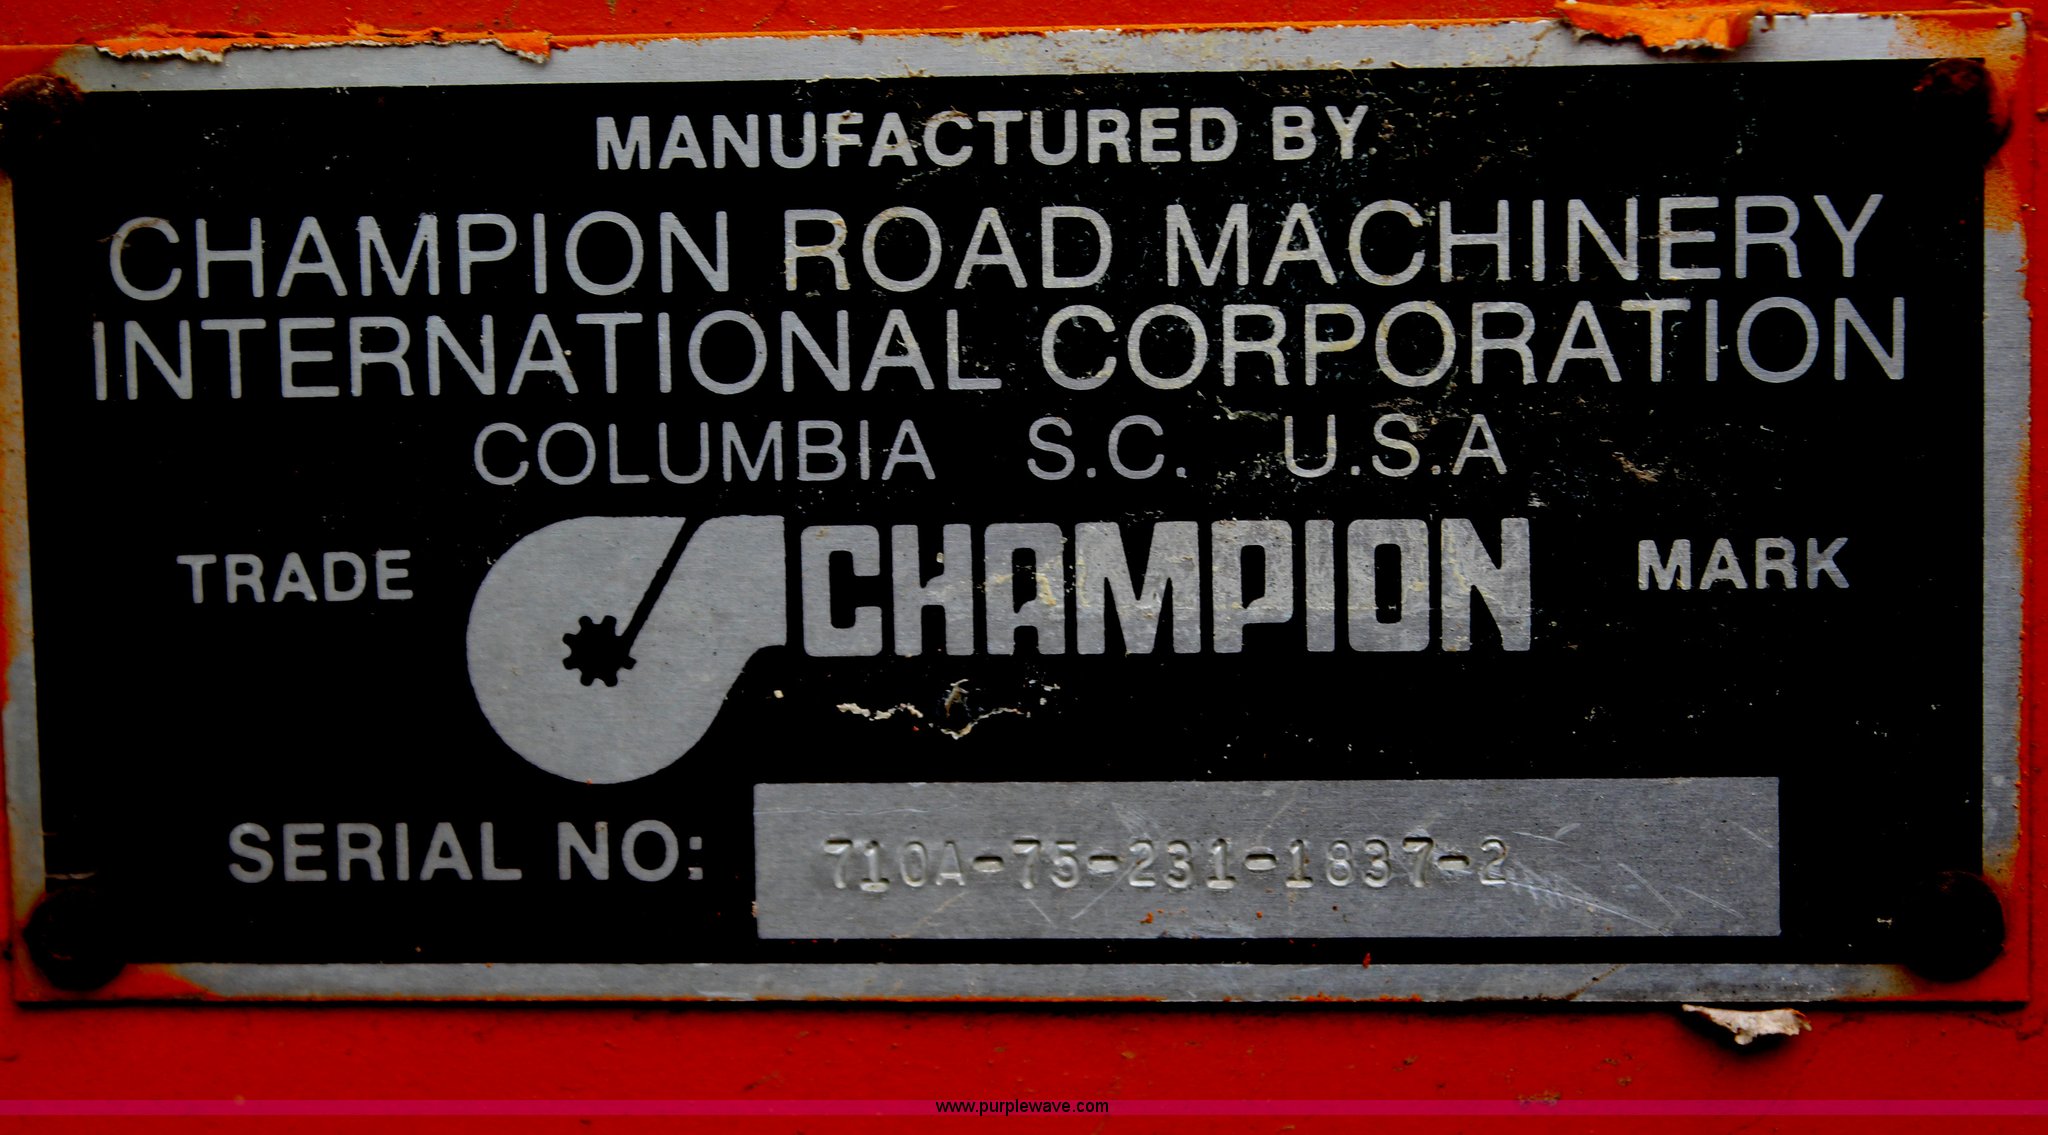 MANUFACTURED BY
CHAMPION ROAD MACHINERY
INTERNATIONAL CORPORATION
COLUMBIA S.C. U.S.A
TRADE CHAMPION MARK
SERIAL NO: 710A-75-231-1837-2
www.purplewave.com